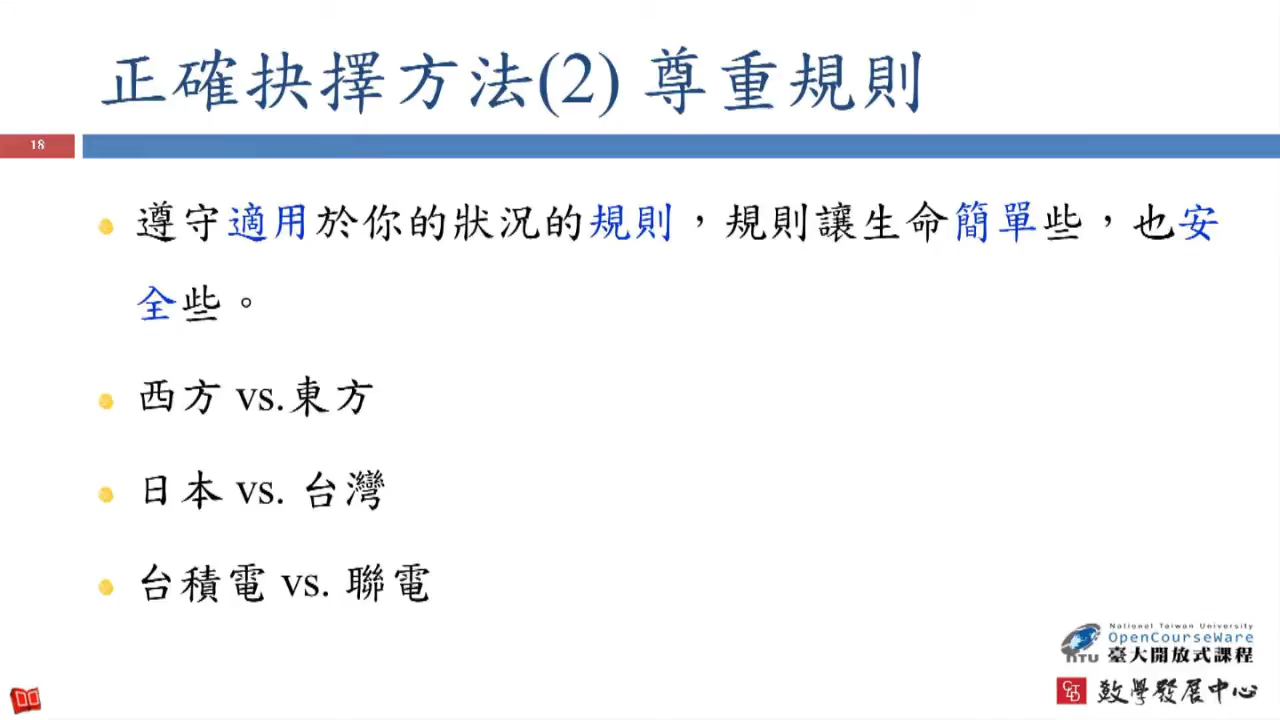 正確抉擇方法(2) 尊重規則
18
遵守適用於你的狀況的規則，規則讓生命簡單些，也安
全些。
西方 vs.東方
日本 vs. 台灣
台積電 vs. 聯電
National Taiwan University
OpenCourseWare
NTU 臺大開放式課程
CTD 教學發展中心